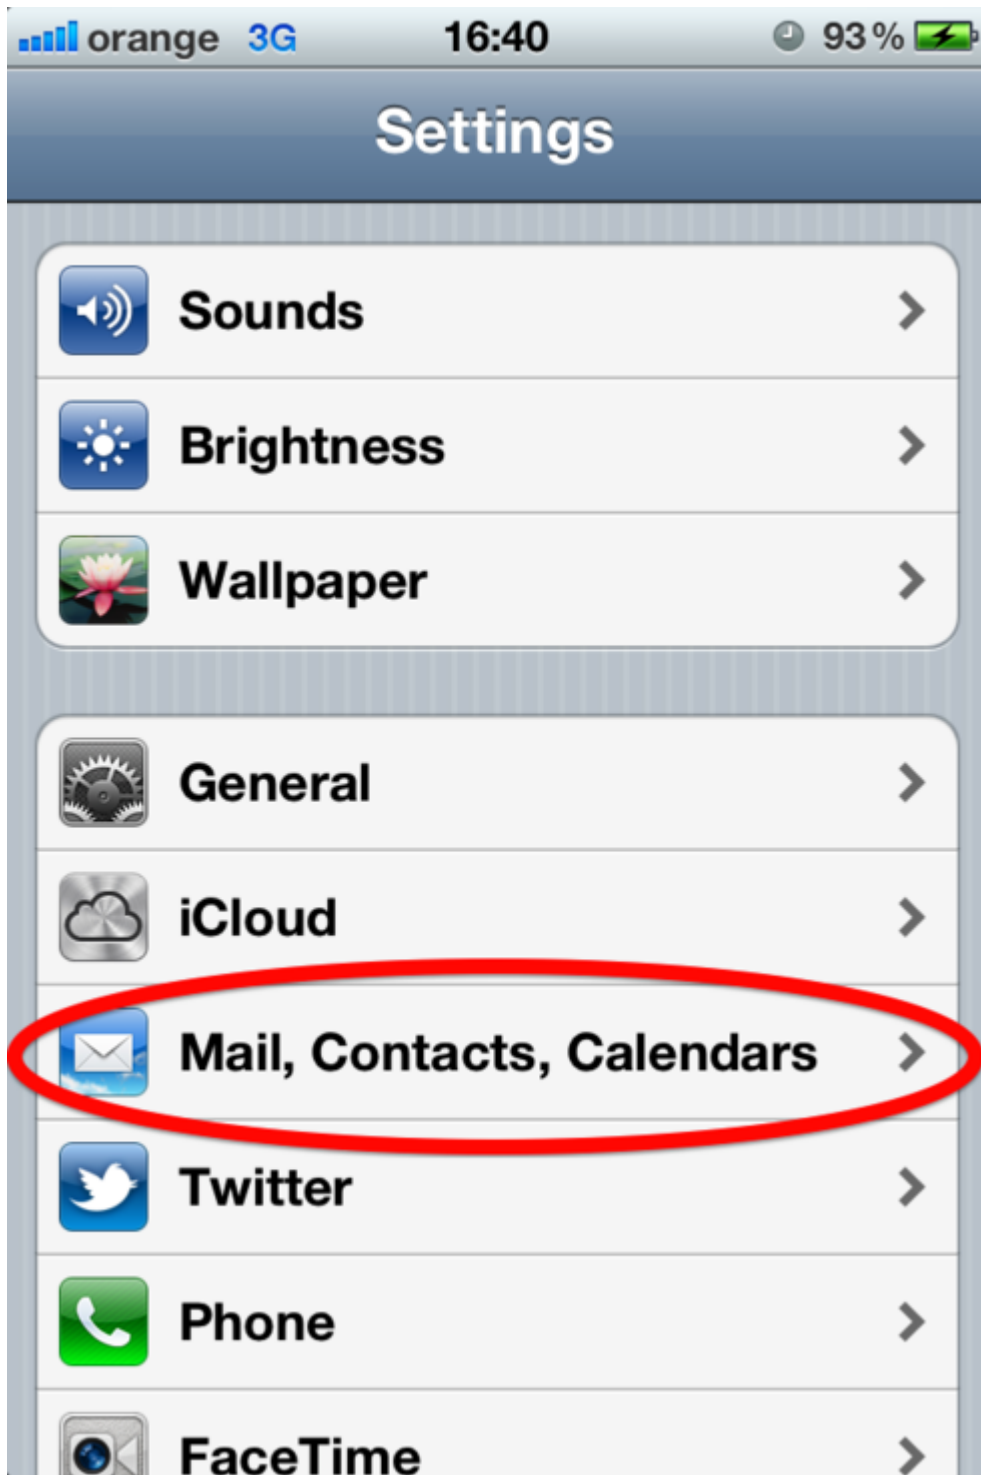 orange 3G 16:40 93%
Settings
Sounds
Brightness
Wallpaper
General
iCloud
Mail, Contacts, Calendars
Twitter
Phone
FaceTime